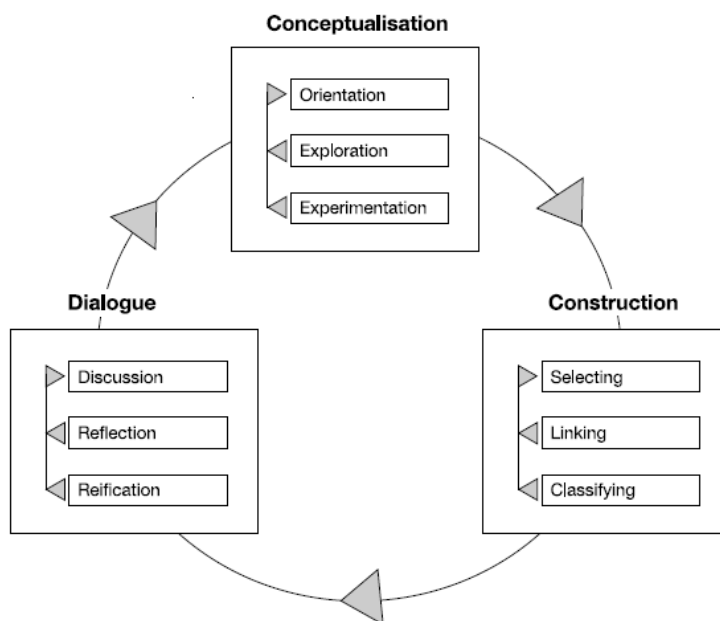 Conceptualisation
Orientation
Exploration
Experimentation
Dialogue
Discussion
Reflection
Reification
Construction
Selecting
Linking
Classifying